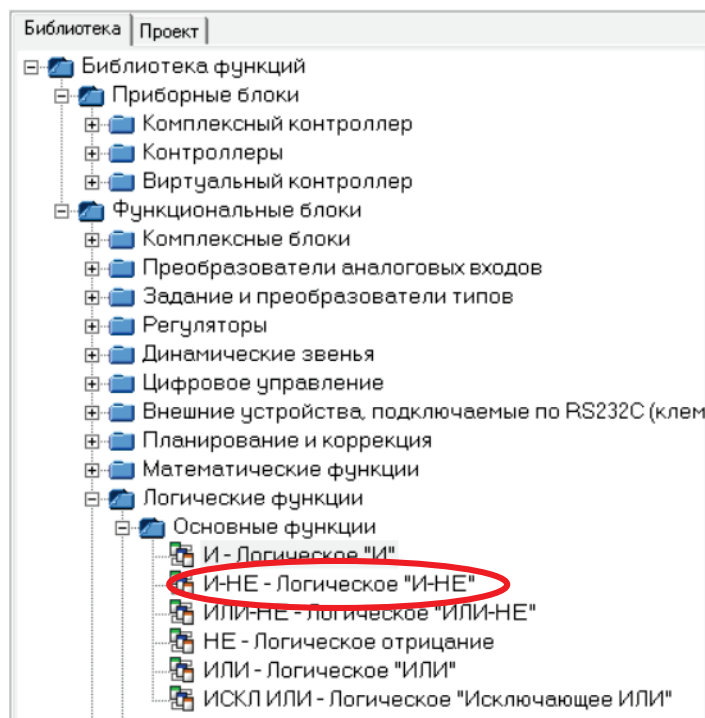 Библиотека Проект
Библиотека функций
Приборные блоки
Комплексный контроллер
Контроллеры
Виртуальный контроллер
Функциональные блоки
Комплексные блоки
Преобразователи аналоговых входов
Задание и преобразователи типов
Регуляторы
Динамические звенья
Цифровое управление
Внешние устройства, подключаемые по RS232C (клем
Планирование и коррекция
Математические функции
Логические функции
Основные функции
И - Логическое "И"
И-НЕ - Логическое "И-НЕ"
ИЛИ-НЕ - Логическое "ИЛИ-НЕ"
НЕ - Логическое отрицание
ИЛИ - Логическое "ИЛИ"
ИСКЛ ИЛИ - Логическое "Исключающее ИЛИ"